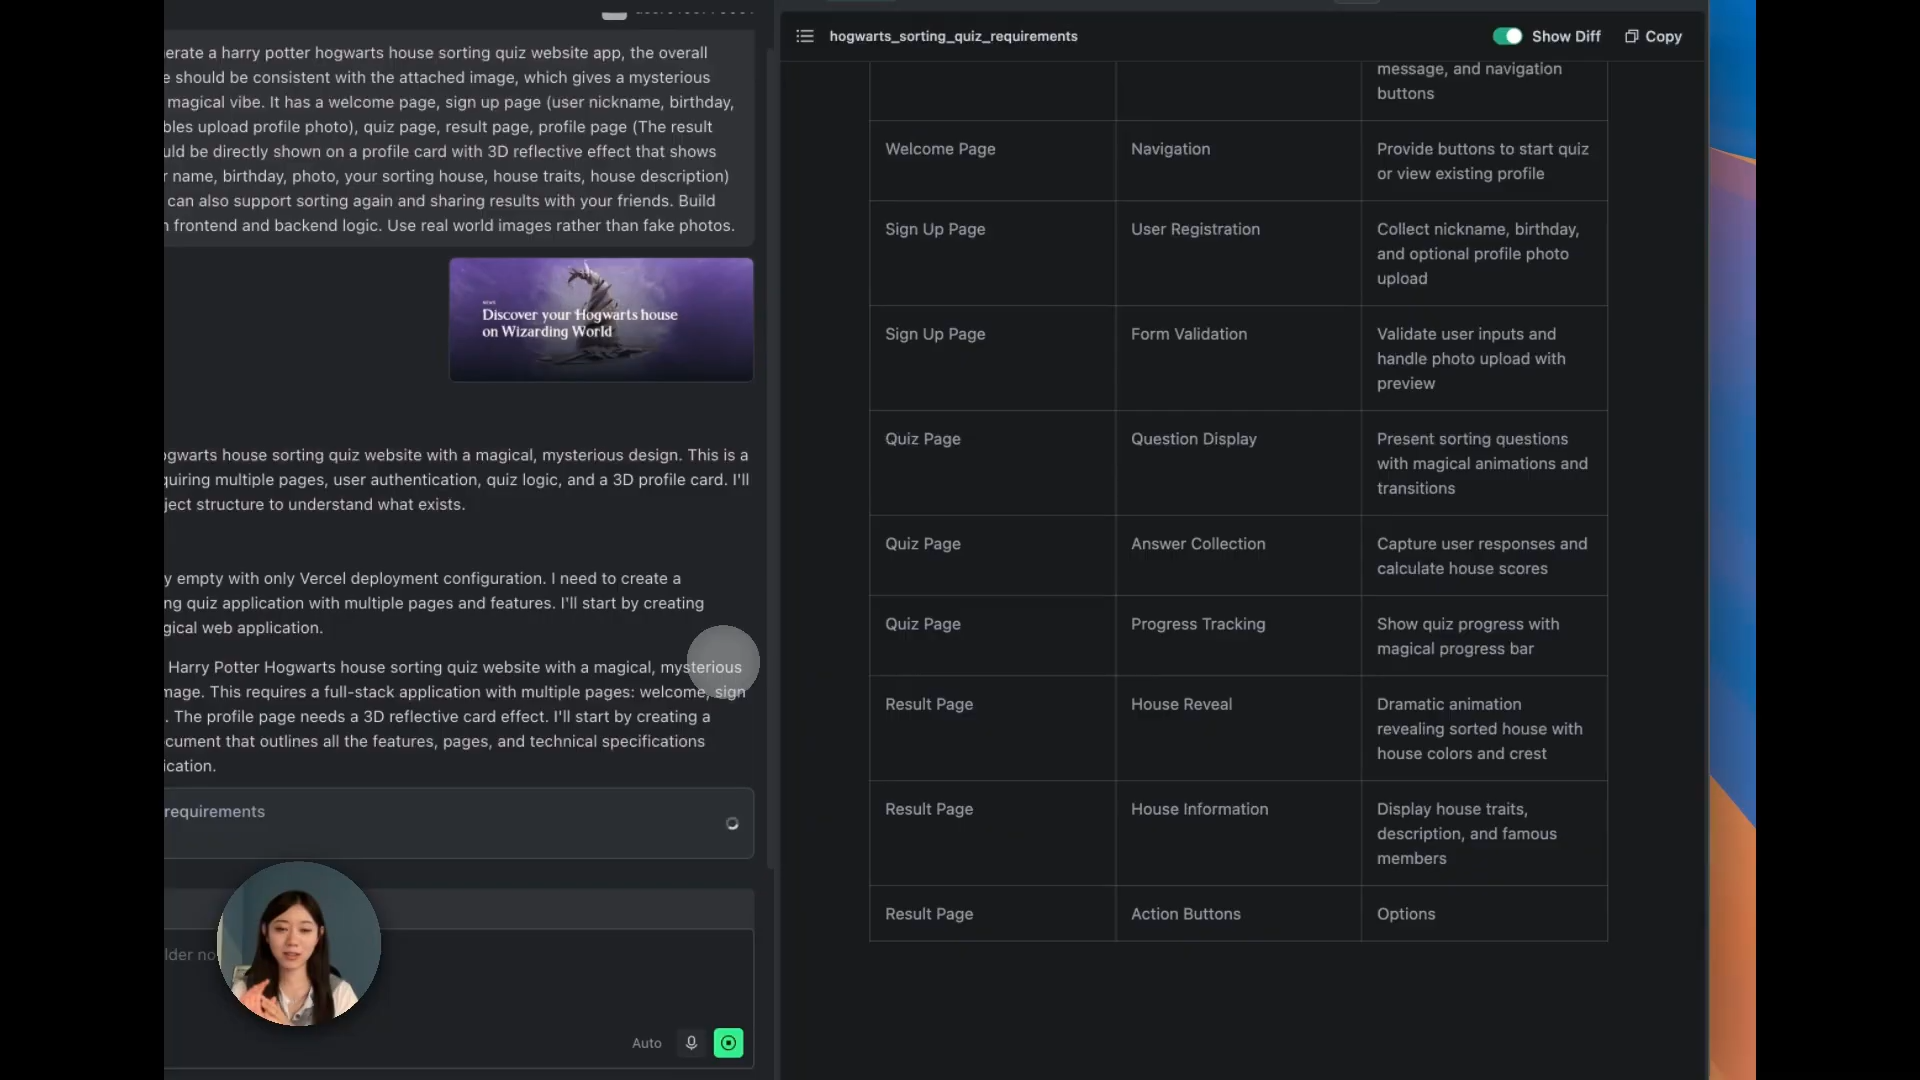 erate a harry potter hogwarts house sorting quiz website app, the overall
e should be consistent with the attached image, which gives a mysterious
magical vibe. It has a welcome page, sign up page (user nickname, birthday,
bles upload profile photo), quiz page, result page, profile page (The result
uld be directly shown on a profile card with 3D reflective effect that shows
r name, birthday, photo, your sorting house, house traits, house description)
can also support sorting again and sharing results with your friends. Build
frontend and backend logic. Use real world images rather than fake photos.
NEWS
Discover your Hogwarts house
on Wizarding World
ogwarts house sorting quiz website with a magical, mysterious design. This is a
quiring multiple pages, user authentication, quiz logic, and a 3D profile card. I'll
ject structure to understand what exists.
y empty with only Vercel deployment configuration. I need to create a
ng quiz application with multiple pages and features. I'll start by creating
gical web application.
Harry Potter Hogwarts house sorting quiz website with a magical, mysterious
mage. This requires a full-stack application with multiple pages: welcome, sign
. The profile page needs a 3D reflective card effect. I'll start by creating a
cument that outlines all the features, pages, and technical specifications
ication.
requirements
lder no
Auto
hogwarts_sorting_quiz_requirements
Show Diff
Copy
message, and navigation
buttons
Welcome Page
Navigation
Provide buttons to start quiz
or view existing profile
Sign Up Page
User Registration
Collect nickname, birthday,
and optional profile photo
upload
Sign Up Page
Form Validation
Validate user inputs and
handle photo upload with
preview
Quiz Page
Question Display
Present sorting questions
with magical animations and
transitions
Quiz Page
Answer Collection
Capture user responses and
calculate house scores
Quiz Page
Progress Tracking
Show quiz progress with
magical progress bar
Result Page
House Reveal
Dramatic animation
revealing sorted house with
house colors and crest
Result Page
House Information
Display house traits,
description, and famous
members
Result Page
Action Buttons
Options